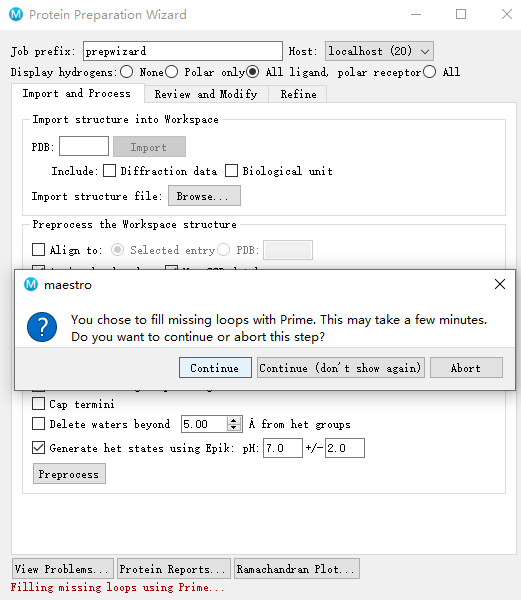 Protein Preparation Wizard
Job prefix: prepwizard Host: localhost (20)
Display hydrogens: None Polar only All ligand, polar receptor All
Import and Process Review and Modify Refine
Import structure into Workspace
PDB: Import
Include: Diffraction data Biological unit
Import structure file: Browse...
Preprocess the Workspace structure
Align to: Selected entry PDB:
maestro
You chose to fill missing loops with Prime. This may take a few minutes.
Do you want to continue or abort this step?
Continue Continue (don't show again) Abort
Cap termini
Delete waters beyond 5.00 Å from het groups
Generate het states using Epik: pH: 7.0 +/- 2.0
Preprocess
View Problems... Protein Reports... Ramachandran Plot...
Filling missing loops using Prime...